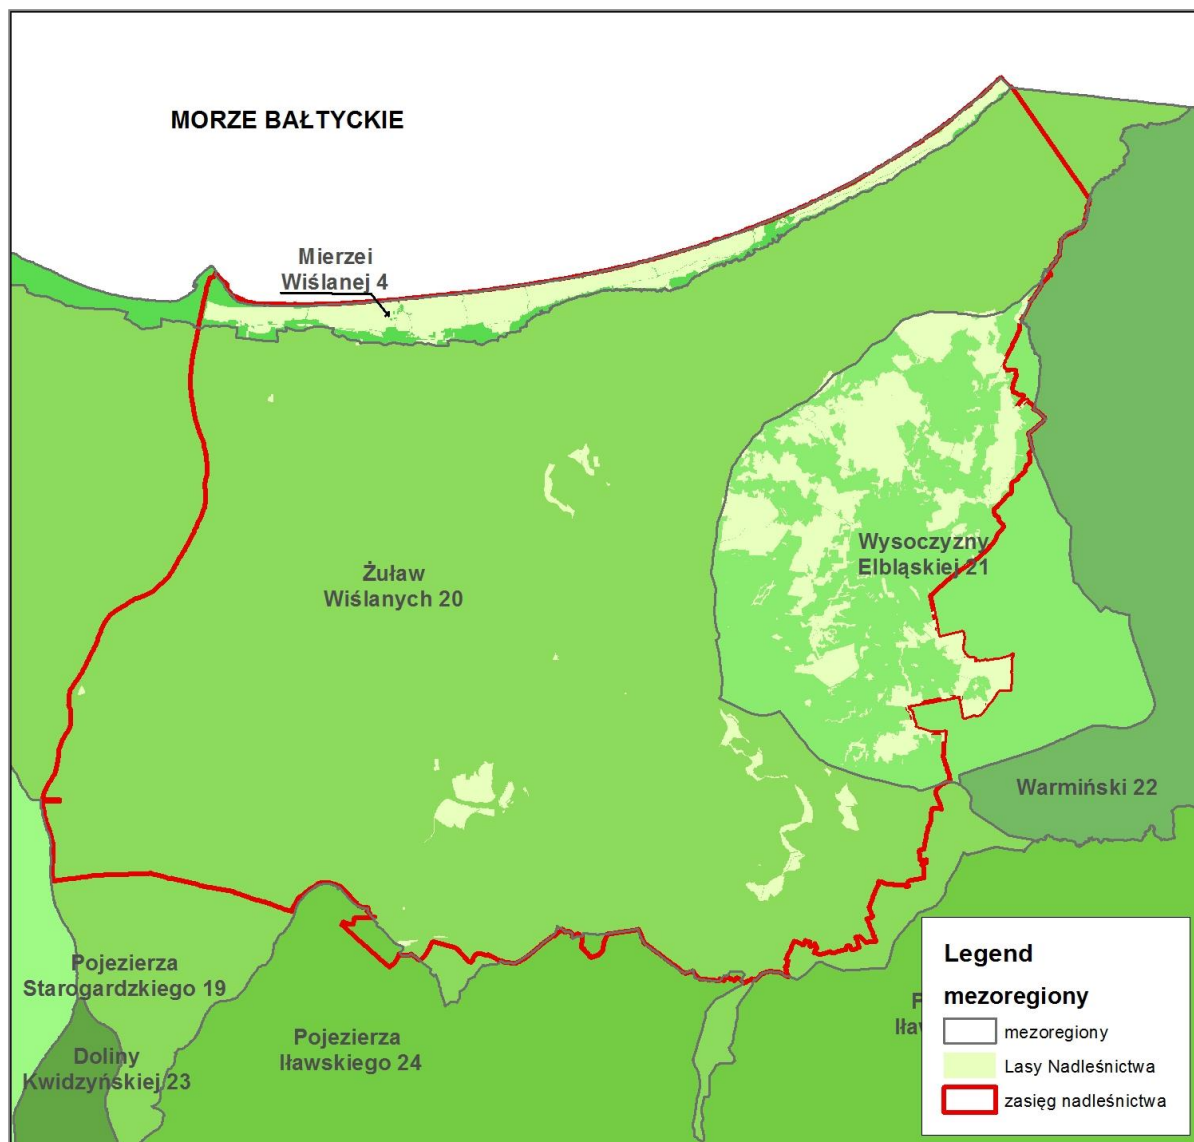 MORZE BAŁTYCKIE
Mierzei
Wiślanej 4
Wysoczyzny
Elbląskiej 21
Żuław
Wiślanych 20
Warmiński 22
Pojezierza
Starogardzkiego 19
Pojezierza
Iławskiego 24
Doliny
Kwidzyńskiej 23
Legend
mezoregiony
mezoregiony
Lasy Nadleśnictwa
zasięg nadleśnictwa